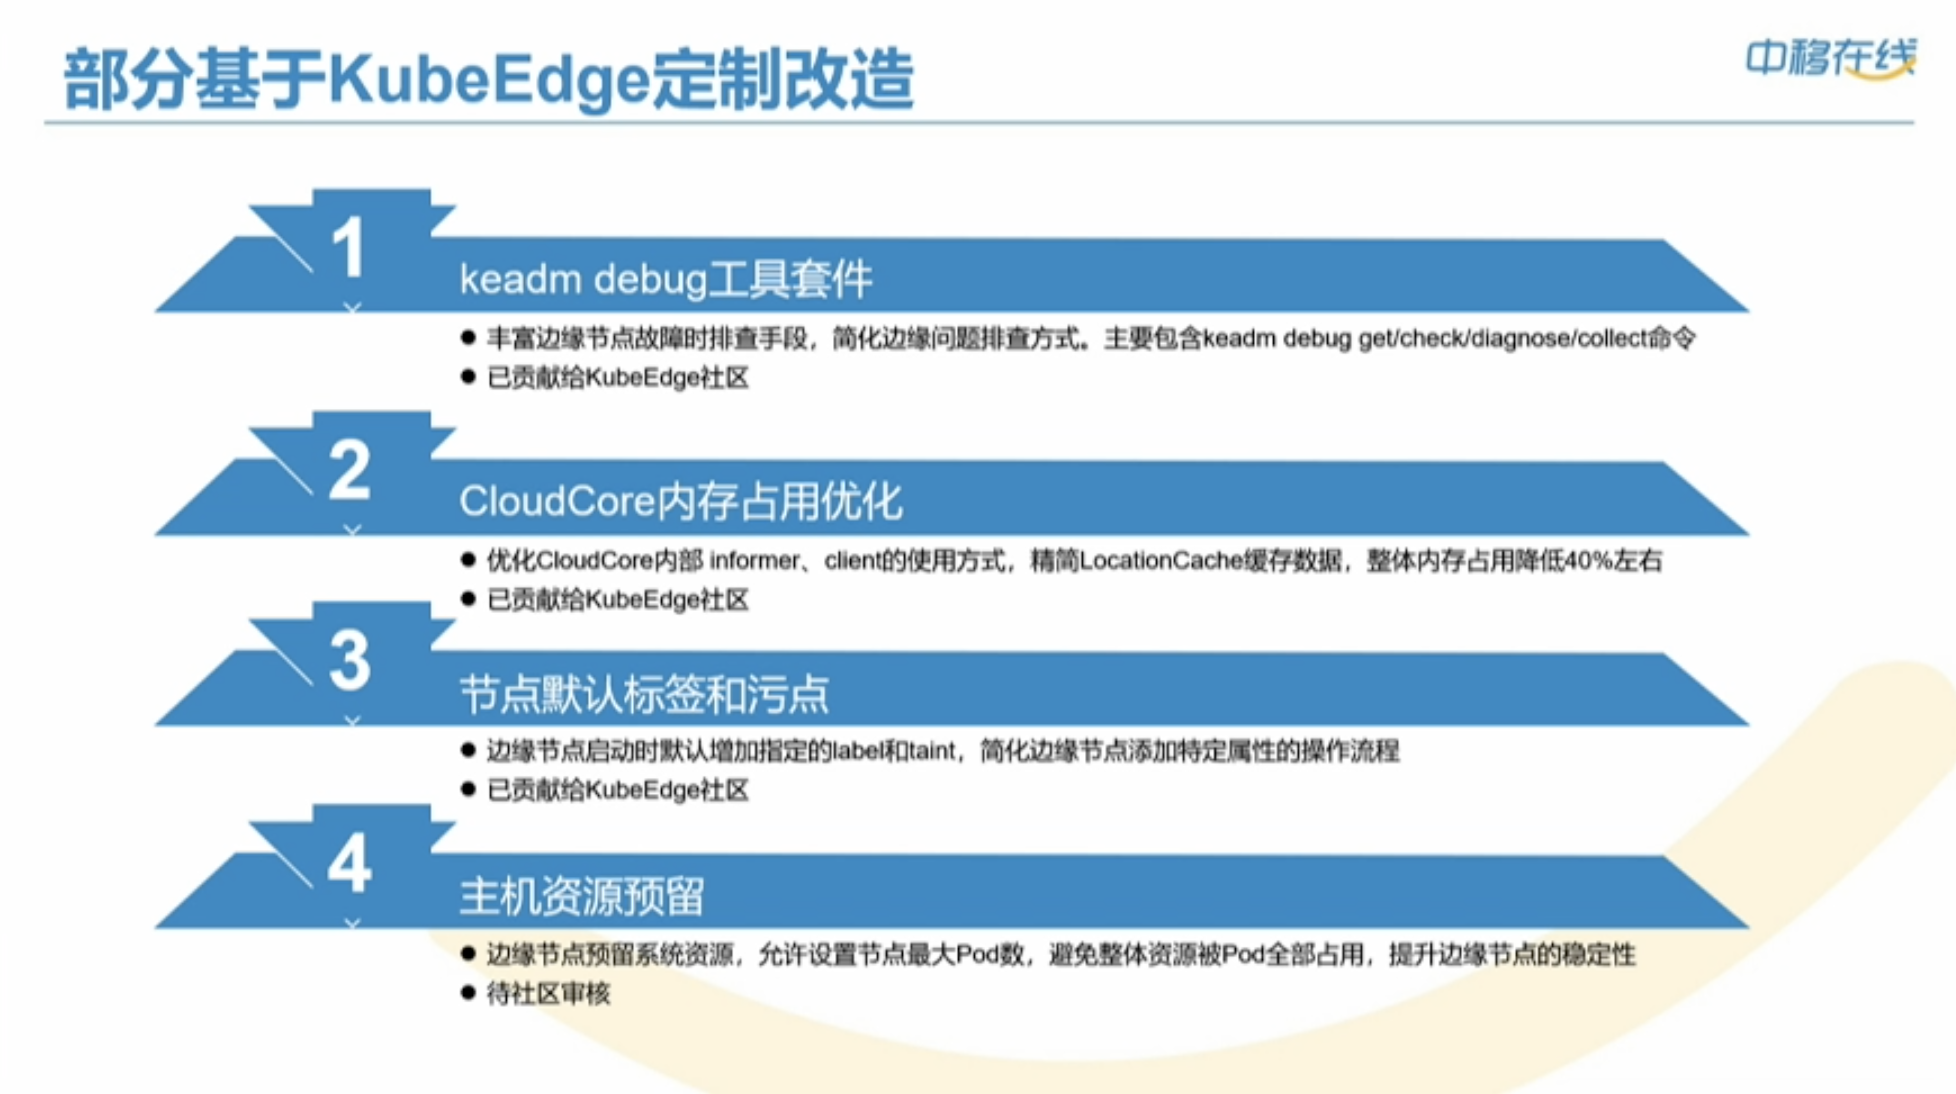 部分基于KubeEdge定制改造
中移在线
1
keadm debug工具套件
● 丰富边缘节点故障时排查手段，简化边缘问题排查方式。主要包含keadm debug get/check/diagnose/collect命令
● 已贡献给KubeEdge社区
2
CloudCore内存占用优化
● 优化CloudCore内部 informer、client的使用方式，精简LocationCache缓存数据，整体内存占用降低40%左右
● 已贡献给KubeEdge社区
3
节点默认标签和污点
● 边缘节点启动时默认增加指定的label和taint，简化边缘节点添加特定属性的操作流程
● 已贡献给KubeEdge社区
4
主机资源预留
● 边缘节点预留系统资源，允许设置节点最大Pod数，避免整体资源被Pod全部占用，提升边缘节点的稳定性
● 待社区审核